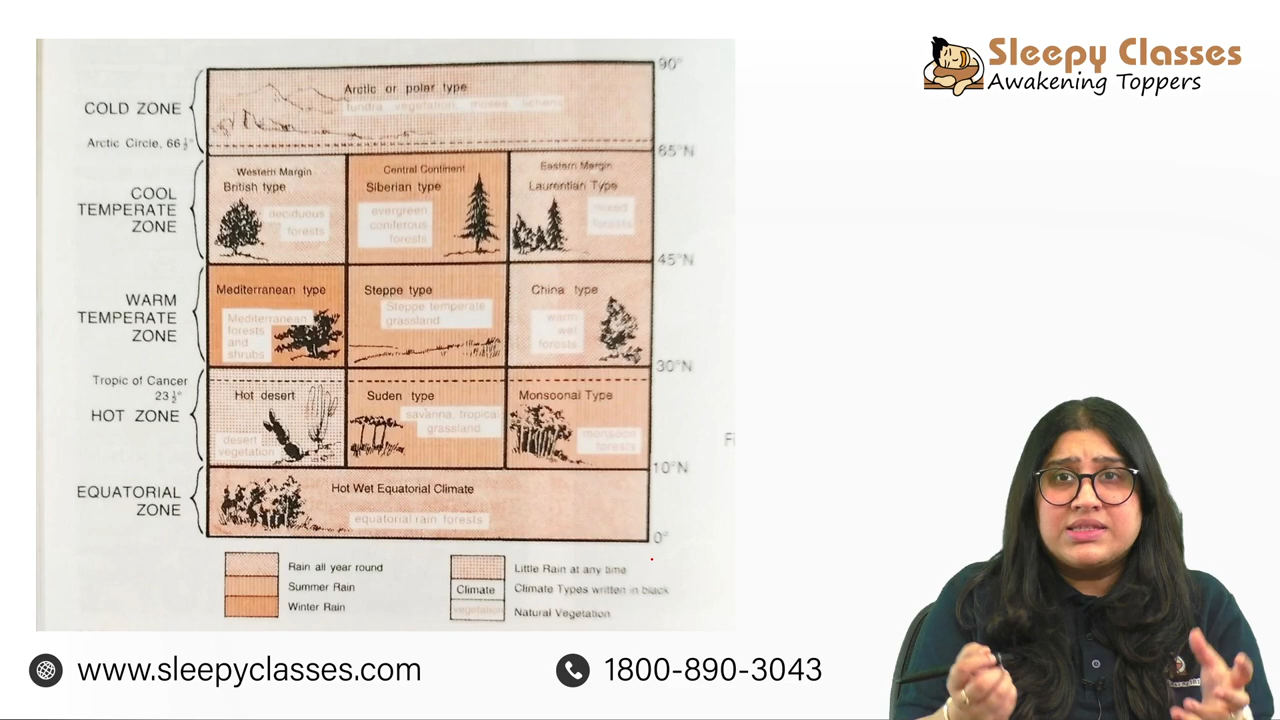 Sleepy Classes
Awakening Toppers
90°
COLD ZONE
Arctic or polar type
tundra vegetation, mosses, lichens
Arctic Circle, 66½°
65°N
COOL
TEMPERATE
ZONE
Western Margin
British type
deciduous
forests
Central Continent
Siberian type
evergreen
coniferous
forests
Eastern Margin
Laurentian Type
mixed
forests
45°N
WARM
TEMPERATE
ZONE
Mediterranean type
Mediterranean
forests
and
shrubs
Steppe type
Steppe temperate
grassland
China type
warm
wet
forests
30°N
Tropic of Cancer
23½°
HOT ZONE
Hot desert
desert
vegetation
Suden type
savanna, tropical
grassland
Monsoonal Type
monsoon
forests
10°N
EQUATORIAL
ZONE
Hot Wet Equatorial Climate
equatorial rain forests
0°
Rain all year round
Summer Rain
Winter Rain
Little Rain at any time
Climate
Climate Types written in black
vegetation
Natural Vegetation
www.sleepyclasses.com
1800-890-3043